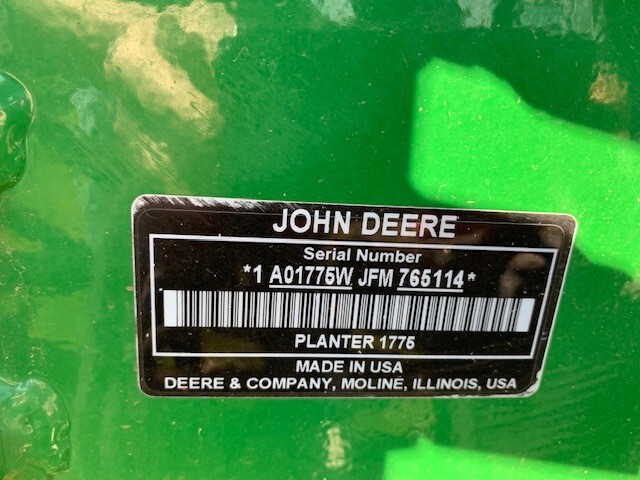 JOHN DEERE
Serial Number
*1 A01775W JFM 765114*
PLANTER 1775
MADE IN USA
DEERE & COMPANY, MOLINE, ILLINOIS, USA